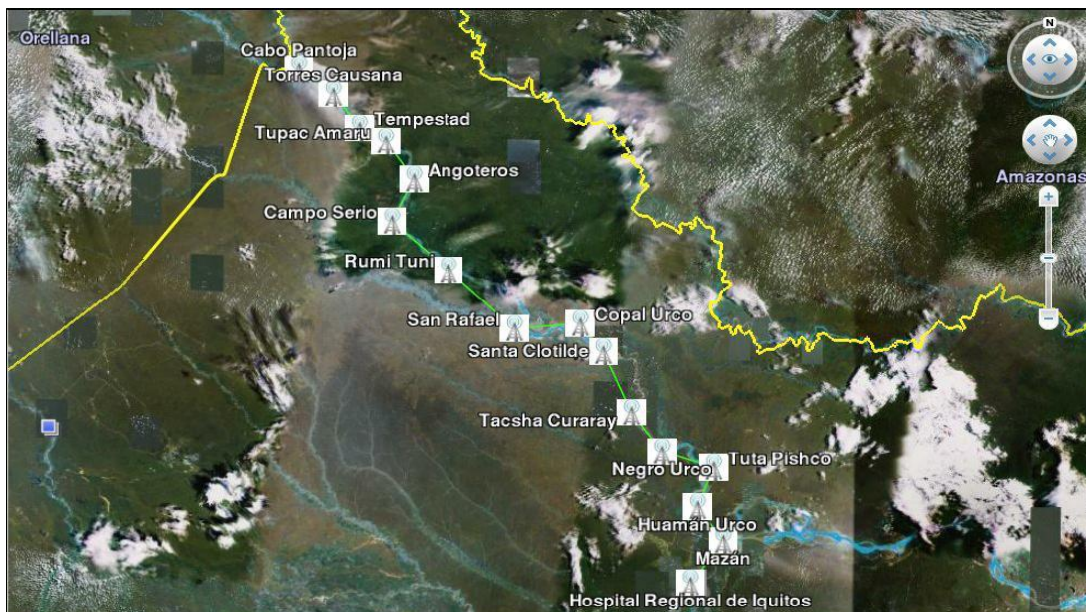 Orellana
Cabo Pantoja
N
Torres Causana
Tempestad
Tupac Amaru
Angoteros
Amazonas
Campo Serio
Rumi Tuni
San Rafael
Copal Urco
Santa Clotilde
Tacsha Curaray
Negro Urco
Tuta Pishco
Huamán Urco
Mazán
Hospital Regional de Iquitos